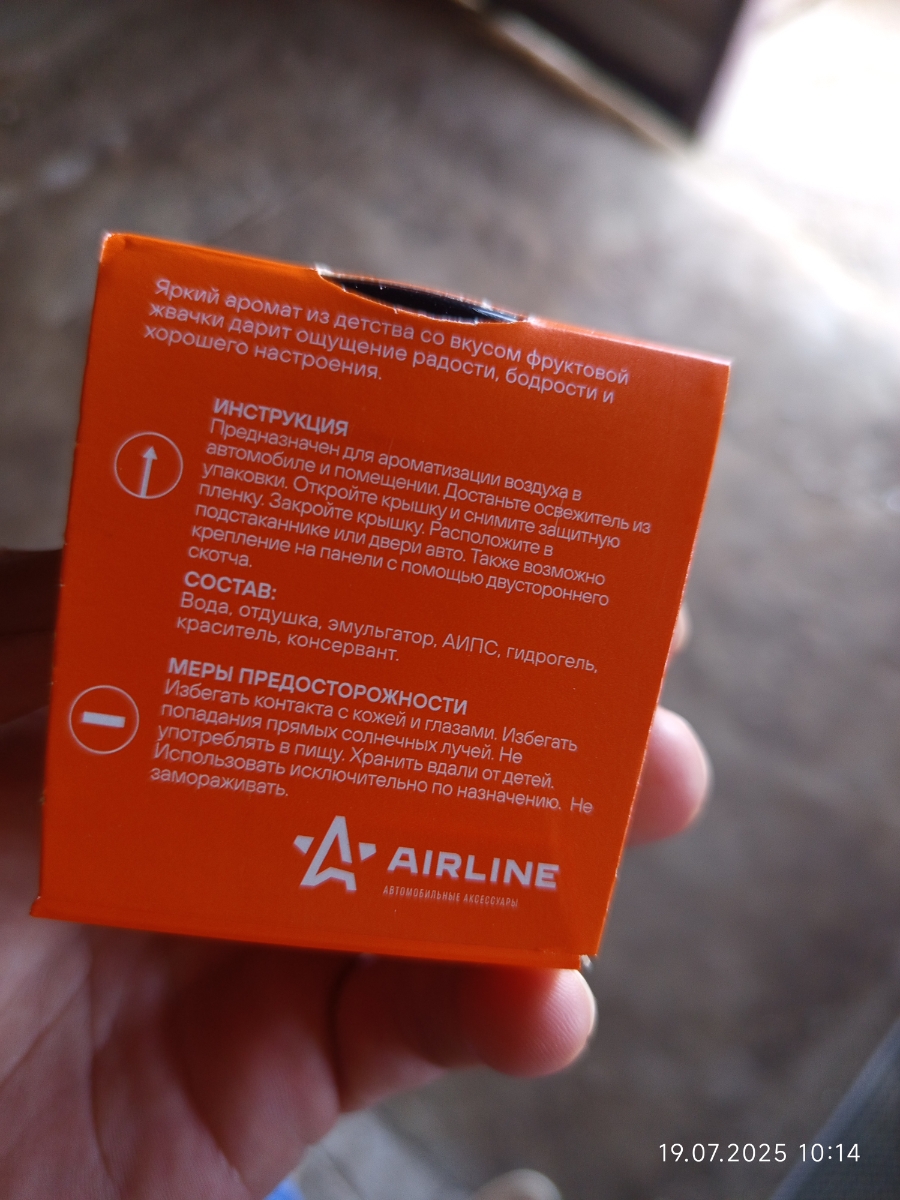 Яркий аромат из детства со вкусом фруктовой
жвачки дарит ощущение радости, бодрости и
хорошего настроения.
ИНСТРУКЦИЯ
Предназначен для ароматизации воздуха в
автомобиле и помещении. Достаньте освежитель из
упаковки. Откройте крышку и снимите защитную
пленку. Закройте крышку. Расположите в
подстаканнике или двери авто. Также возможно
крепление на панели с помощью двустороннего
скотча.
СОСТАВ:
Вода, отдушка, эмульгатор, АИПС, гидрогель,
краситель, консервант.
МЕРЫ ПРЕДОСТОРОЖНОСТИ
Избегать контакта с кожей и глазами. Избегать
попадания прямых солнечных лучей. Не
употреблять в пищу. Хранить вдали от детей.
Использовать исключительно по назначению. Не
замораживать.
AIRLINE
АВТОМОБИЛЬНЫЕ АКСЕССУАРЫ
19.07.2025 10:14